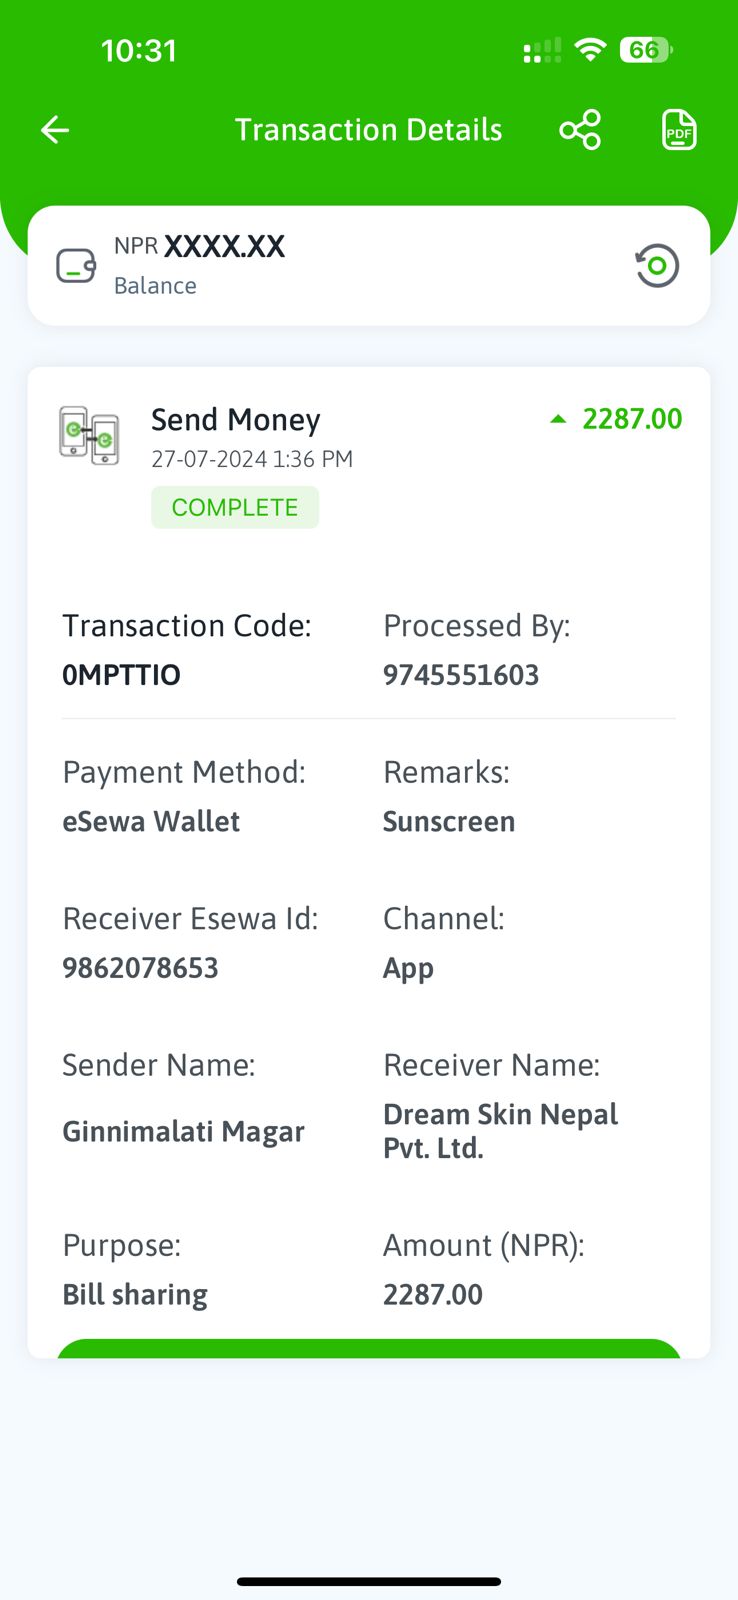 10:31
66
Transaction Details
PDF
NPR XXXX.XX
Balance
Send Money
2287.00
27-07-2024 1:36 PM
COMPLETE
Transaction Code:
Processed By:
0MPTTIO
9745551603
Payment Method:
Remarks:
eSewa Wallet
Sunscreen
Receiver Esewa Id:
Channel:
9862078653
App
Sender Name:
Receiver Name:
Ginnimalati Magar
Dream Skin Nepal
Pvt. Ltd.
Purpose:
Amount (NPR):
Bill sharing
2287.00